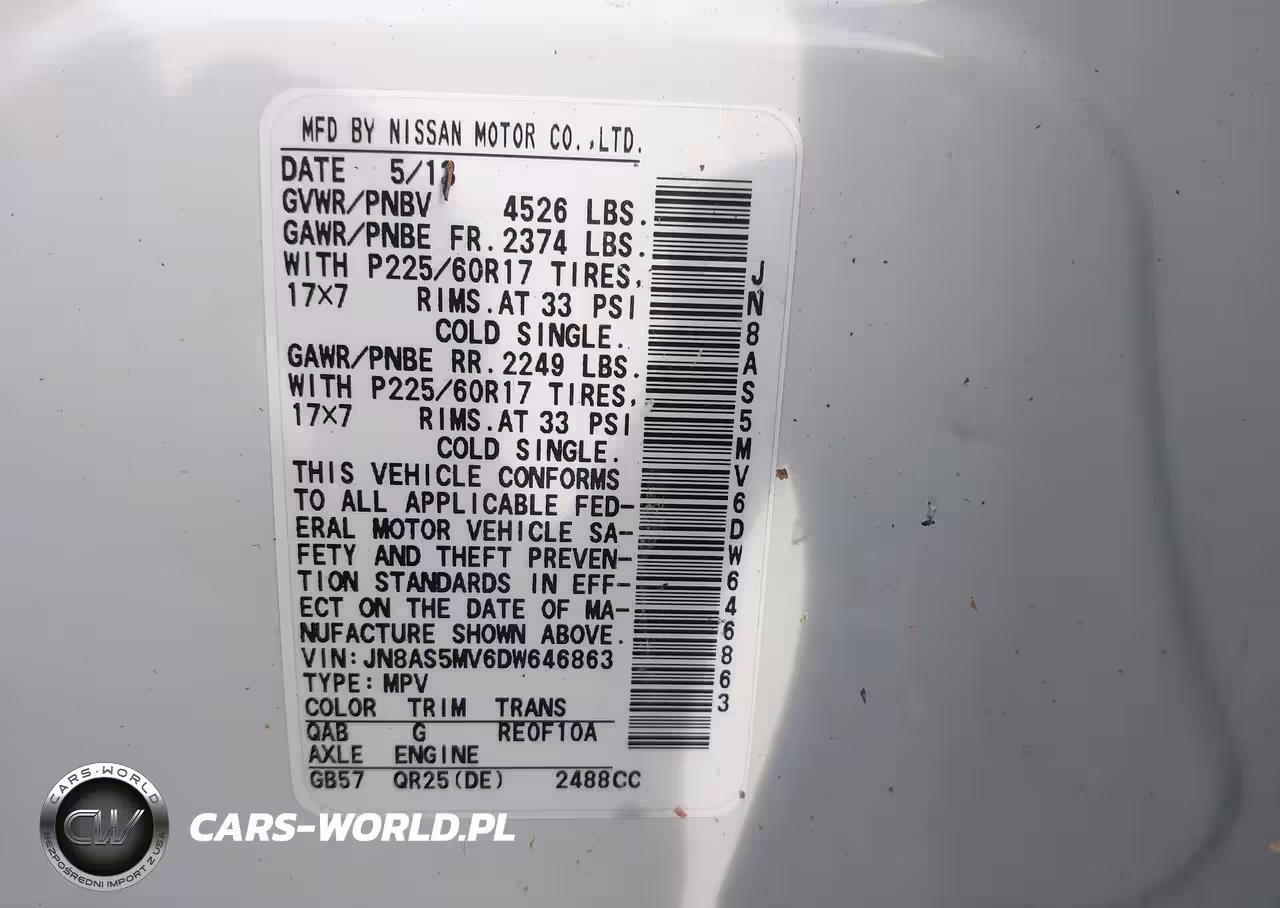 MFD BY NISSAN MOTOR CO.,LTD.
DATE 5/13
GVWR/PNBV 4526 LBS.
GAWR/PNBE FR. 2374 LBS.
WITH P225/60R17 TIRES,
17×7 RIMS.AT 33 PSI
COLD SINGLE.
GAWR/PNBE RR. 2249 LBS.
WITH P225/60R17 TIRES,
17×7 RIMS.AT 33 PSI
COLD SINGLE.
THIS VEHICLE CONFORMS
TO ALL APPLICABLE FED-
ERAL MOTOR VEHICLE SA-
FETY AND THEFT PREVEN-
TION STANDARDS IN EFF-
ECT ON THE DATE OF MA-
NUFACTURE SHOWN ABOVE.
VIN:JN8AS5MV6DW646863
TYPE:MPV
COLOR TRIM TRANS
QAB G RE0F10A
AXLE ENGINE
GB57 QR25(DE) 2488CC
JN8AS5MV6DW646863
CARS-WORLD
CW
BEZPOŚREDNI IMPORT Z USA
CARS-WORLD.PL